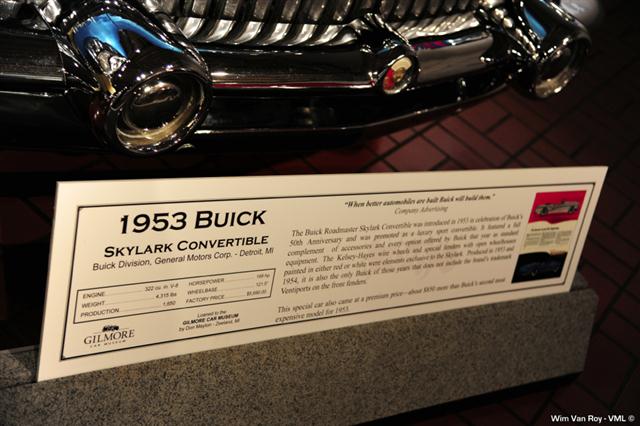 1953 BUICK
SKYLARK CONVERTIBLE
Buick Division, General Motors Corp. - Detroit, MI
ENGINE 322 cu. in. V-8 HORSEPOWER 188 hp
WEIGHT 4,315 lbs WHEELBASE 121.5"
PRODUCTION 1,690 FACTORY PRICE $5,000.00
Licensed to the
GILMORE CAR MUSEUM
by Don Mayton - Zeeland, MI
GILMORE
CAR MUSEUM
"When better automobiles are built Buick will build them."
Company Advertising
The Buick Roadmaster Skylark Convertible was introduced in 1953 in celebration of Buick's
50th Anniversary and was promoted as a luxury sport convertible. It featured a full
complement of accessories and every option offered by Buick that year as standard
equipment. The Kelsey-Hayes wire wheels and special fenders with open wheelhouses
painted in either red or white were elements exclusive to the Skylark. Produced in 1953 and
1954, it is also the only Buick of those years that does not include the brand's trademark
Ventiports on the front fenders.
This special car also came at a premium price—about $850 more than Buick's second most
expensive model for 1953.
Wim Van Roy - VML ©